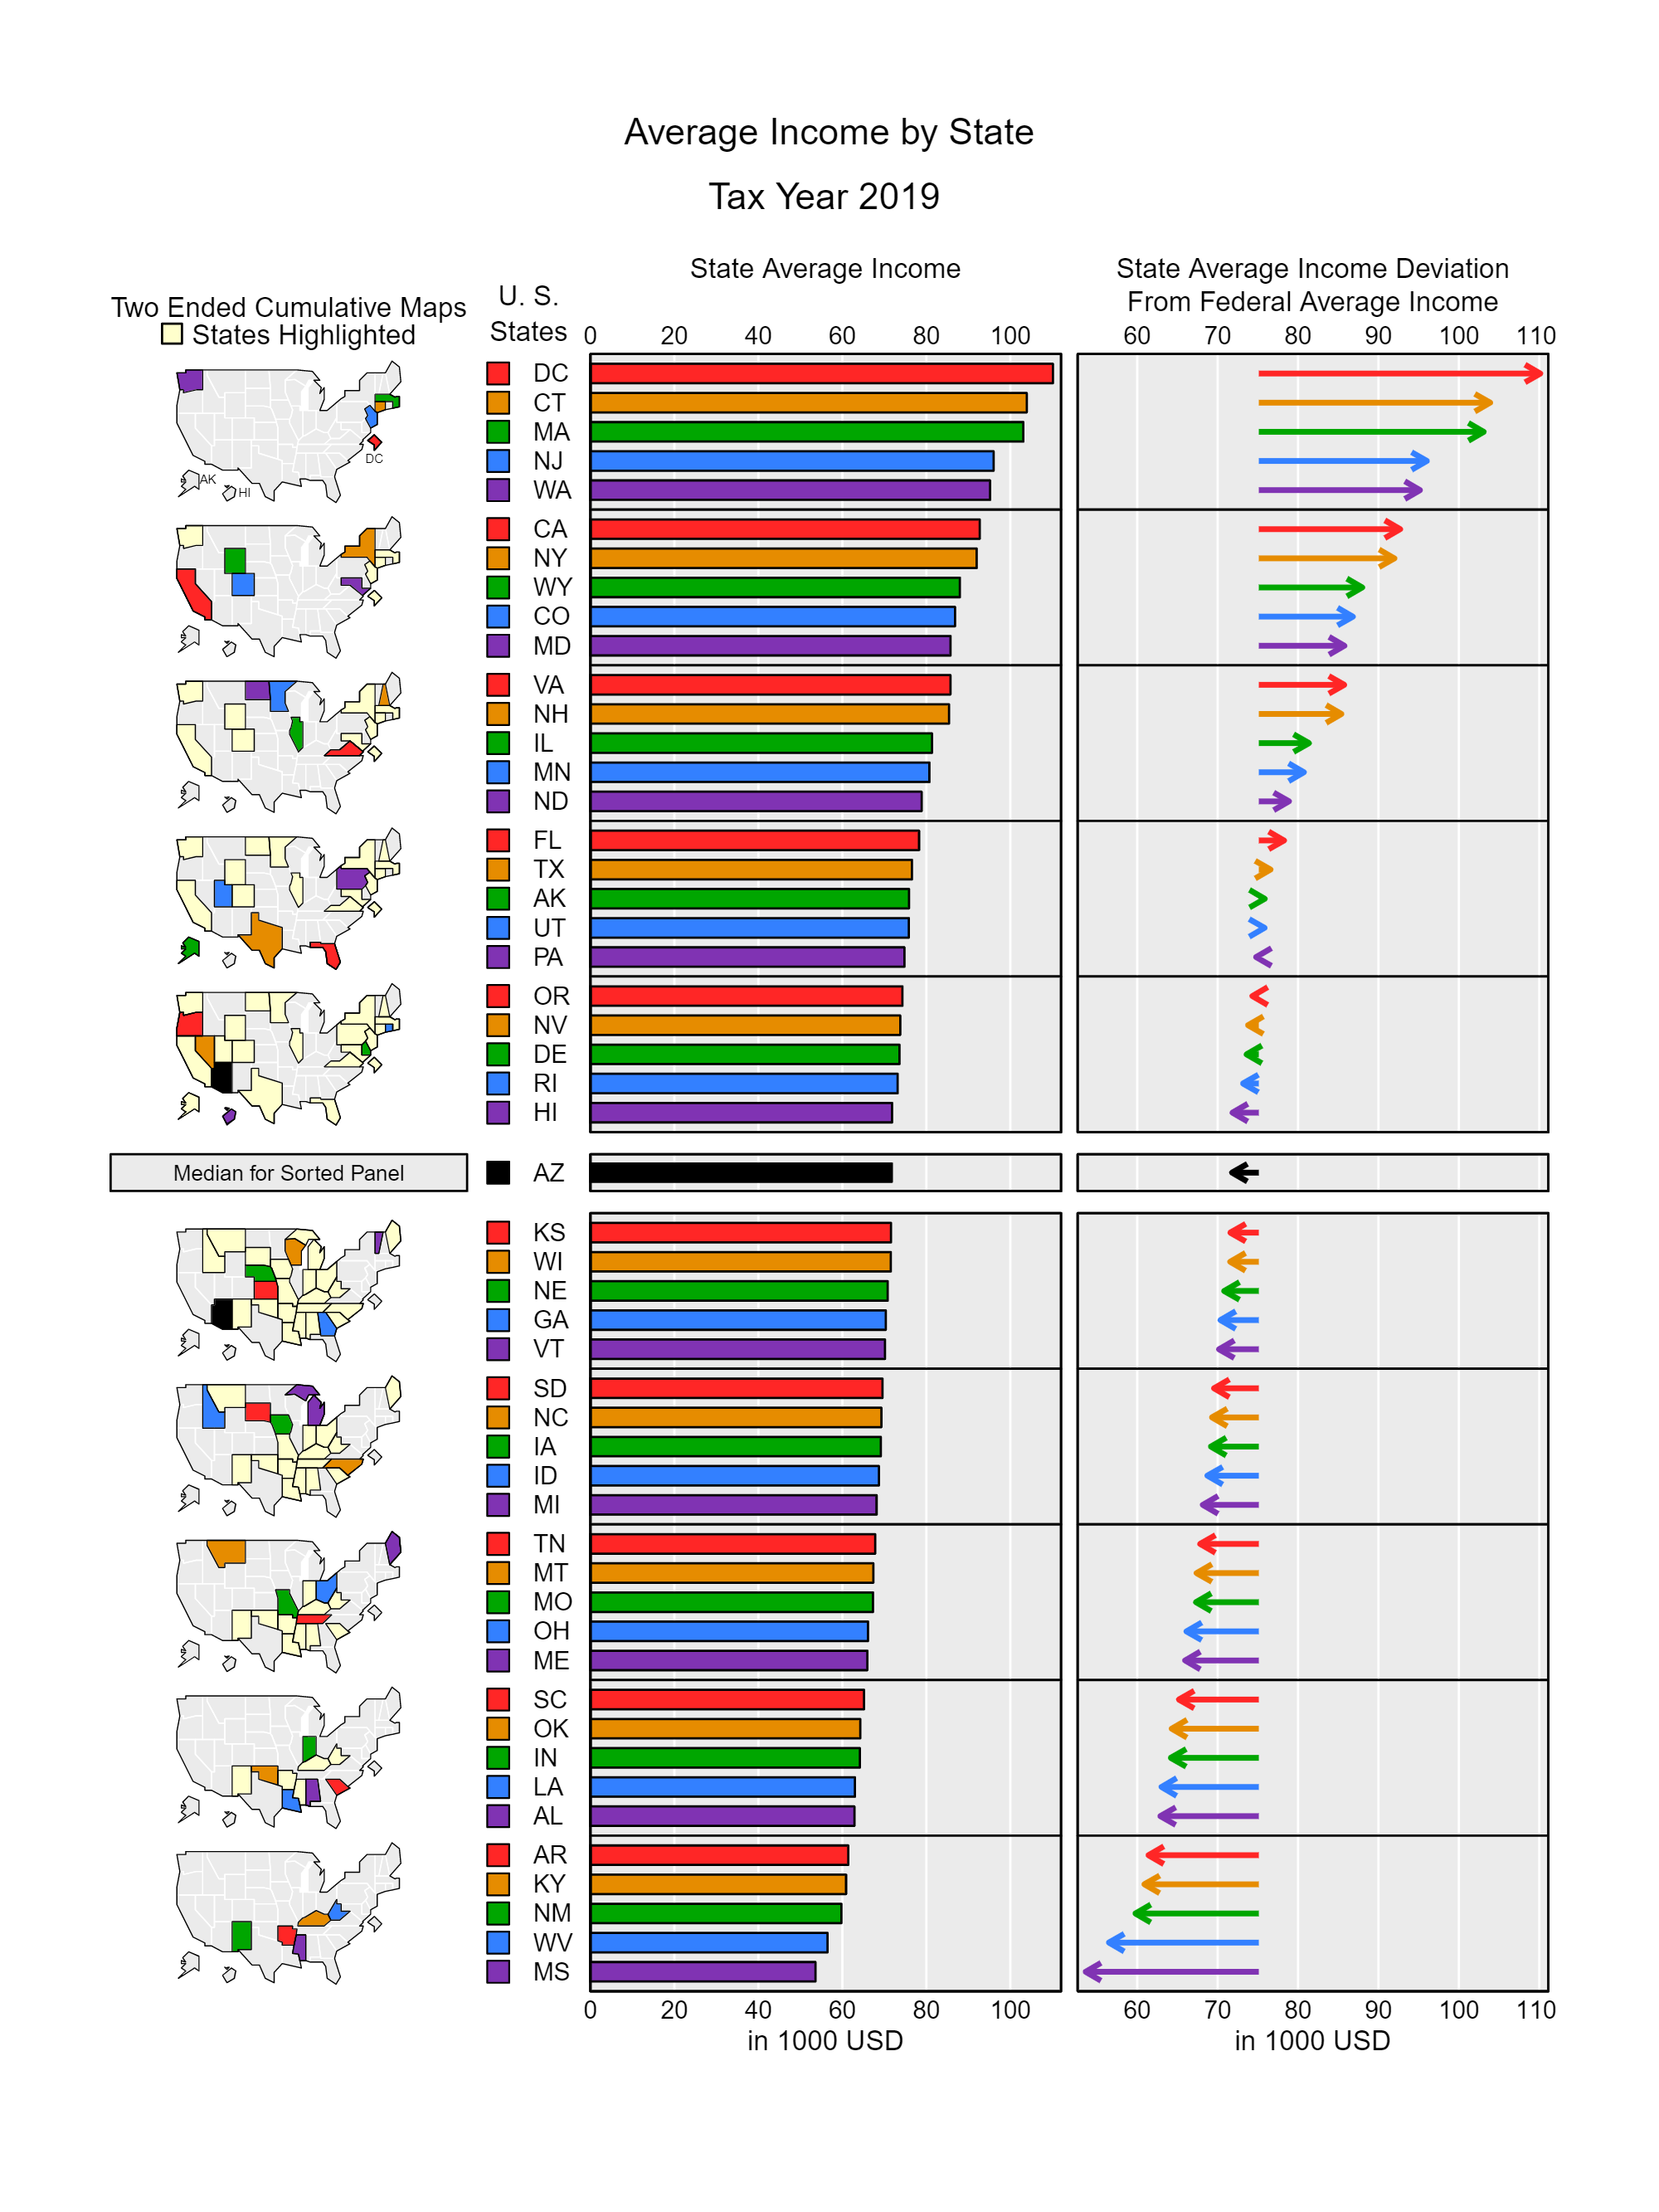 Average Income by State
Tax Year 2019
State Average Income
State Average Income Deviation
From Federal Average Income
Two Ended Cumulative Maps
States Highlighted
U. S.
States
0 20 40 60 80 100
60 70 80 90 100 110
DC
CT
MA
NJ
WA
DC
AK
HI
CA
NY
WY
CO
MD
VA
NH
IL
MN
ND
FL
TX
AK
UT
PA
OR
NV
DE
RI
HI
Median for Sorted Panel
AZ
KS
WI
NE
GA
VT
SD
NC
IA
ID
MI
TN
MT
MO
OH
ME
SC
OK
IN
LA
AL
AR
KY
NM
WV
MS
0 20 40 60 80 100
60 70 80 90 100 110
in 1000 USD
in 1000 USD